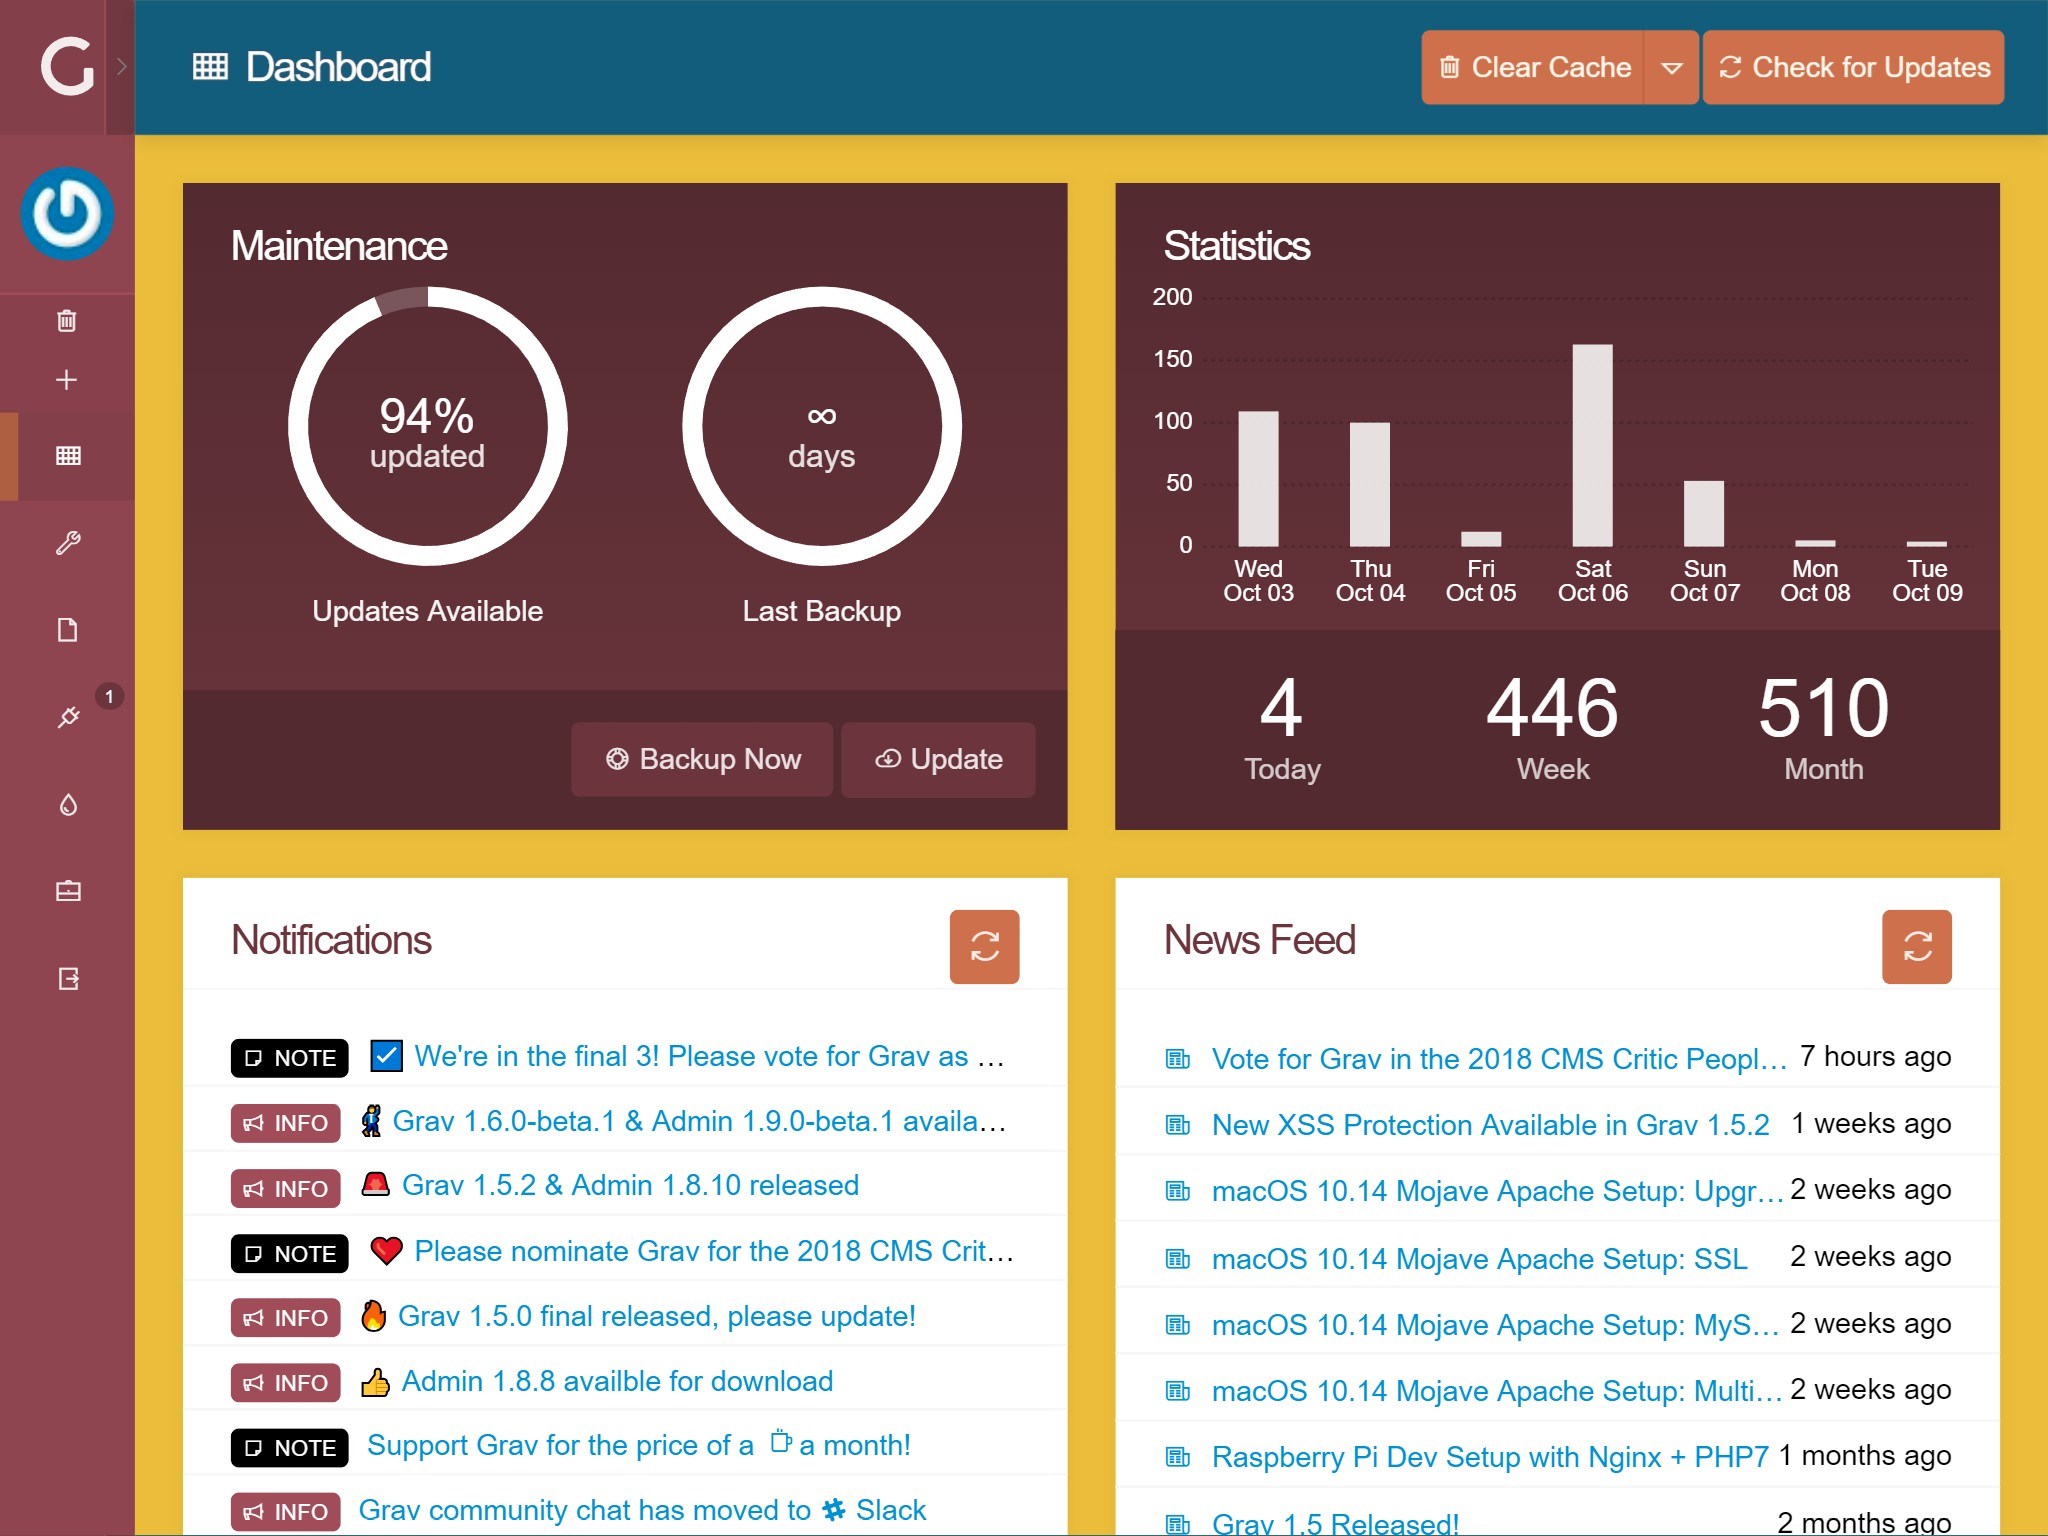 Dashboard
Clear Cache
Check for Updates
1
Maintenance
94%
updated
Updates Available
∞
days
Last Backup
Backup Now
Update
Statistics
200
150
100
50
0
Wed Thu Fri Sat Sun Mon Tue
Oct 03 Oct 04 Oct 05 Oct 06 Oct 07 Oct 08 Oct 09
4 446 510
Today Week Month
Notifications
NOTE We're in the final 3! Please vote for Grav as …
INFO Grav 1.6.0-beta.1 & Admin 1.9.0-beta.1 availa…
INFO Grav 1.5.2 & Admin 1.8.10 released
NOTE Please nominate Grav for the 2018 CMS Crit…
INFO Grav 1.5.0 final released, please update!
INFO Admin 1.8.8 availble for download
NOTE Support Grav for the price of a a month!
INFO Grav community chat has moved to Slack
News Feed
Vote for Grav in the 2018 CMS Critic Peopl… 7 hours ago
New XSS Protection Available in Grav 1.5.2 1 weeks ago
macOS 10.14 Mojave Apache Setup: Upgr… 2 weeks ago
macOS 10.14 Mojave Apache Setup: SSL 2 weeks ago
macOS 10.14 Mojave Apache Setup: MyS… 2 weeks ago
macOS 10.14 Mojave Apache Setup: Multi… 2 weeks ago
Raspberry Pi Dev Setup with Nginx + PHP7 1 months ago
Grav 1.5 Released! 2 months ago